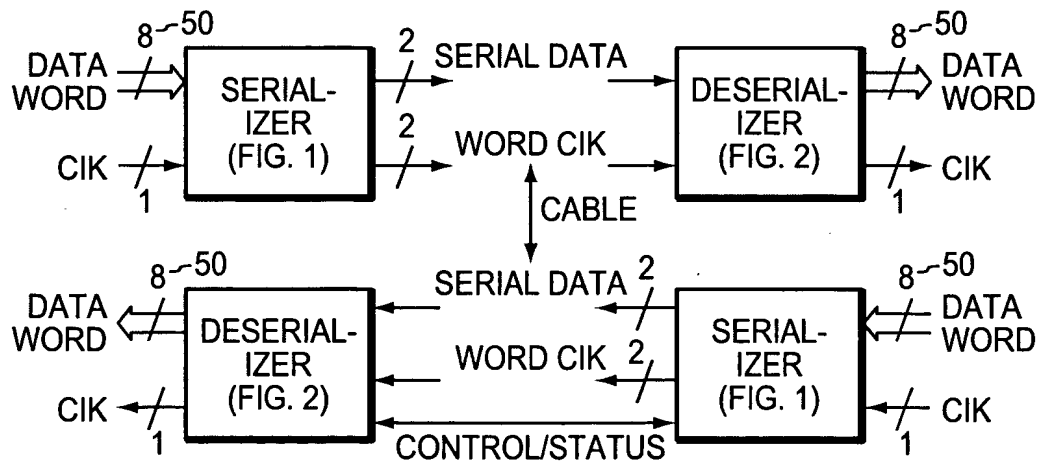 8 50
DATA
WORD
CIK
1
SERIAL-
IZER
(FIG. 1)
2
2
SERIAL DATA
WORD CIK
DESERIAL-
IZER
(FIG. 2)
8 50
DATA
WORD
CIK
1
CABLE
8 50
DATA
WORD
CIK
1
DESERIAL-
IZER
(FIG. 2)
SERIAL DATA
2
WORD CIK
2
CONTROL/STATUS
SERIAL-
IZER
(FIG. 1)
8 50
DATA
WORD
CIK
1